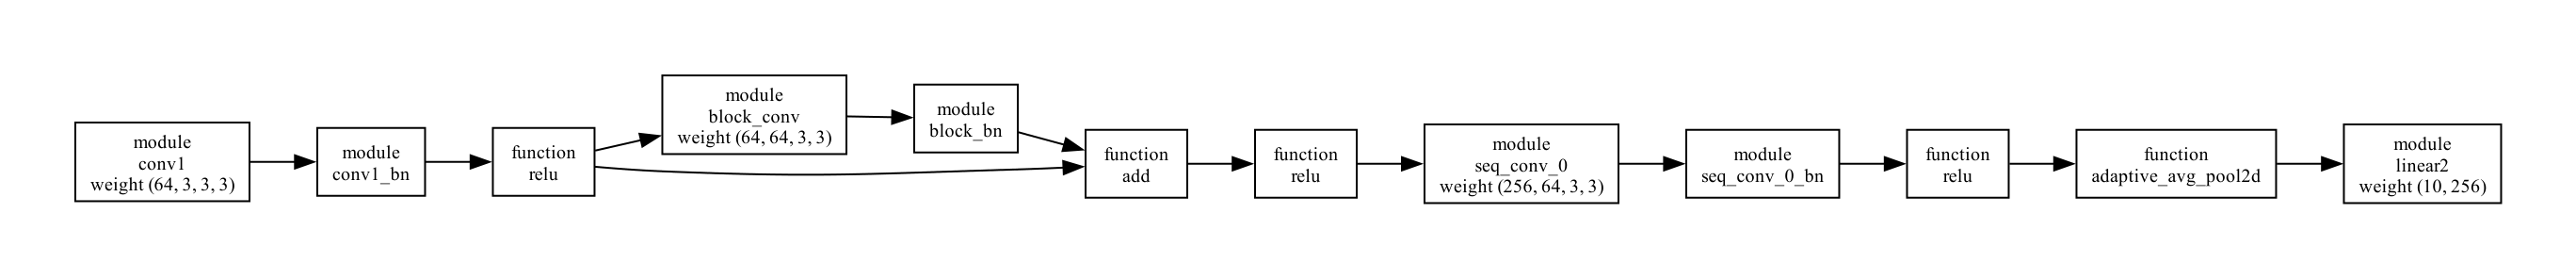 module
conv1
weight (64, 3, 3, 3)
module
conv1_bn
function
relu
module
block_conv
weight (64, 64, 3, 3)
module
block_bn
function
add
function
relu
module
seq_conv_0
weight (256, 64, 3, 3)
module
seq_conv_0_bn
function
relu
function
adaptive_avg_pool2d
module
linear2
weight (10, 256)